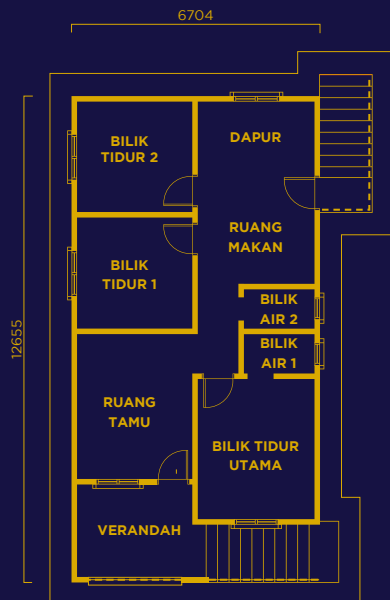 6704
BILIK
TIDUR 2
DAPUR
RUANG
MAKAN
BILIK
TIDUR 1
BILIK
AIR 2
12655
BILIK
AIR 1
RUANG
TAMU
BILIK TIDUR
UTAMA
VERANDAH